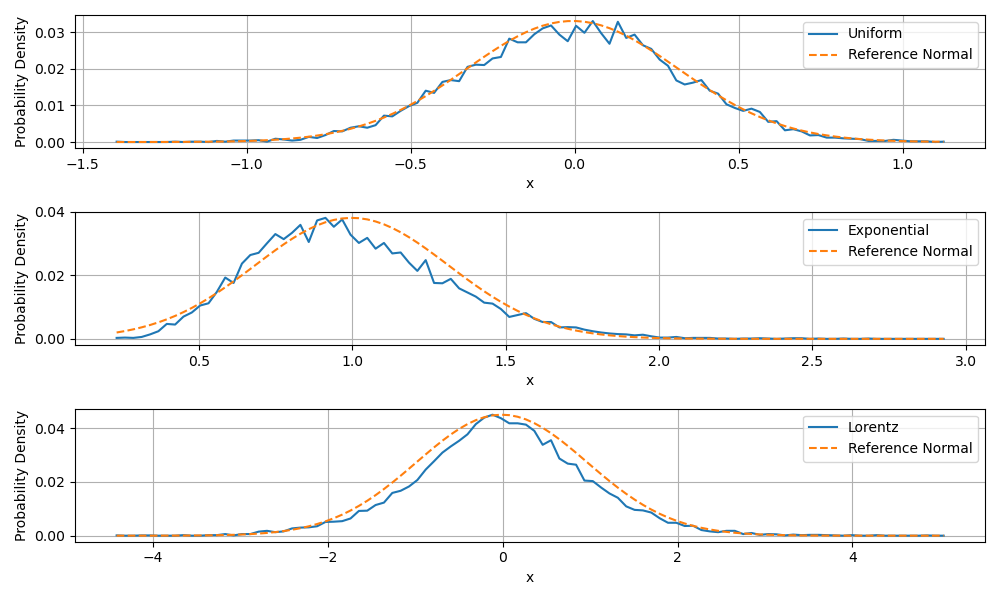 Probability Density
0.03
0.02
0.01
0.00
Uniform
Reference Normal
−1.5
−1.0
−0.5
0.0
0.5
1.0
x
Probability Density
0.04
0.02
0.00
Exponential
Reference Normal
0.5
1.0
1.5
2.0
2.5
3.0
x
Probability Density
0.04
0.02
0.00
Lorentz
Reference Normal
−4
−2
0
2
4
x